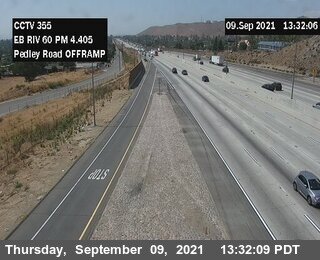 CCTV 355
EB RIV 60 PM 4.405
Pedley Road OFFRAMP
09.Sep 2021 13:32:06
STOP
Thursday, September 09, 2021 13:32:09 PDT